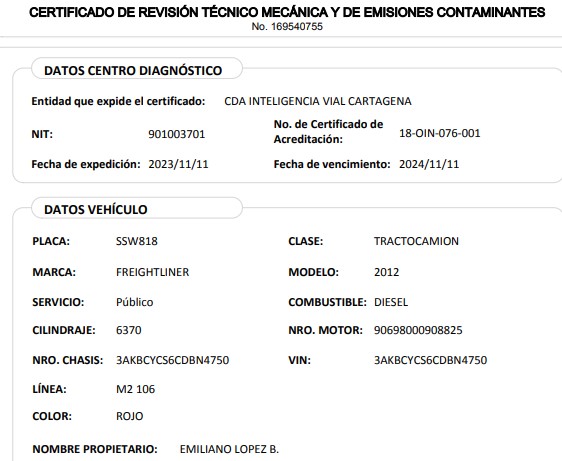 CERTIFICADO DE REVISIÓN TÉCNICO MECÁNICA Y DE EMISIONES CONTAMINANTES
No. 169540755
DATOS CENTRO DIAGNÓSTICO
Entidad que expide el certificado: CDA INTELIGENCIA VIAL CARTAGENA
NIT: 901003701 No. de Certificado de Acreditación: 18-OIN-076-001
Fecha de expedición: 2023/11/11 Fecha de vencimiento: 2024/11/11
DATOS VEHÍCULO
PLACA: SSW818 CLASE: TRACTOCAMION
MARCA: FREIGHTLINER MODELO: 2012
SERVICIO: Público COMBUSTIBLE: DIESEL
CILINDRAJE: 6370 NRO. MOTOR: 90698000908825
NRO. CHASIS: 3AKBCYCS6CDBN4750 VIN: 3AKBCYCS6CDBN4750
LÍNEA: M2 106
COLOR: ROJO
NOMBRE PROPIETARIO: EMILIANO LOPEZ B.